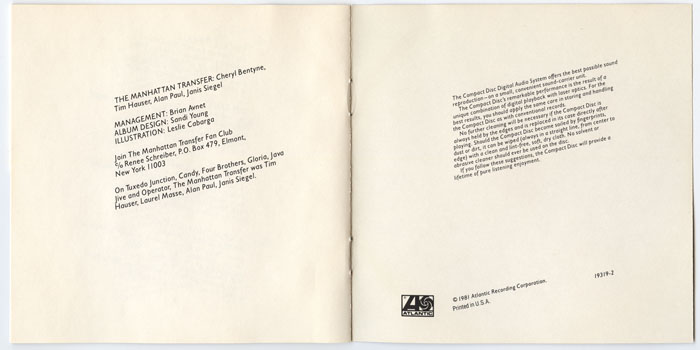 THE MANHATTAN TRANSFER: Cheryl Bentyne,
Tim Hauser, Alan Paul, Janis Siegel
MANAGEMENT: Brian Avnet
ALBUM DESIGN: Sandi Young
ILLUSTRATION: Leslie Cabarga
Join The Manhattan Transfer Fan Club
c/o Renee Schreiber, P.O. Box 479, Elmont,
New York 11003
On Tuxedo Junction, Candy, Four Brothers, Gloria, Java
Jive and Operator, The Manhattan Transfer was Tim
Hauser, Laurel Masse, Alan Paul, Janis Siegel.
The Compact Disc Digital Audio System offers the best possible sound
reproduction—on a small, convenient sound-carrier unit.
The Compact Disc's remarkable performance is the result of a
unique combination of digital playback with laser optics. For the
best results, you should apply the same care in storing and handling
the Compact Disc as with conventional records.
No further cleaning will be necessary if the Compact Disc is
always held by the edges and is replaced in its case directly after
playing. Should the Compact Disc become soiled by fingerprints,
dust or dirt, it can be wiped (always in a straight line, from center to
edge) with a clean and lint-free, soft, dry cloth. No solvent or
abrasive cleaner should ever be used on the disc.
If you follow these suggestions, the Compact Disc will provide a
lifetime of pure listening enjoyment.
ATLANTIC
© 1981 Atlantic Recording Corporation.
Printed in U.S.A.
19319-2